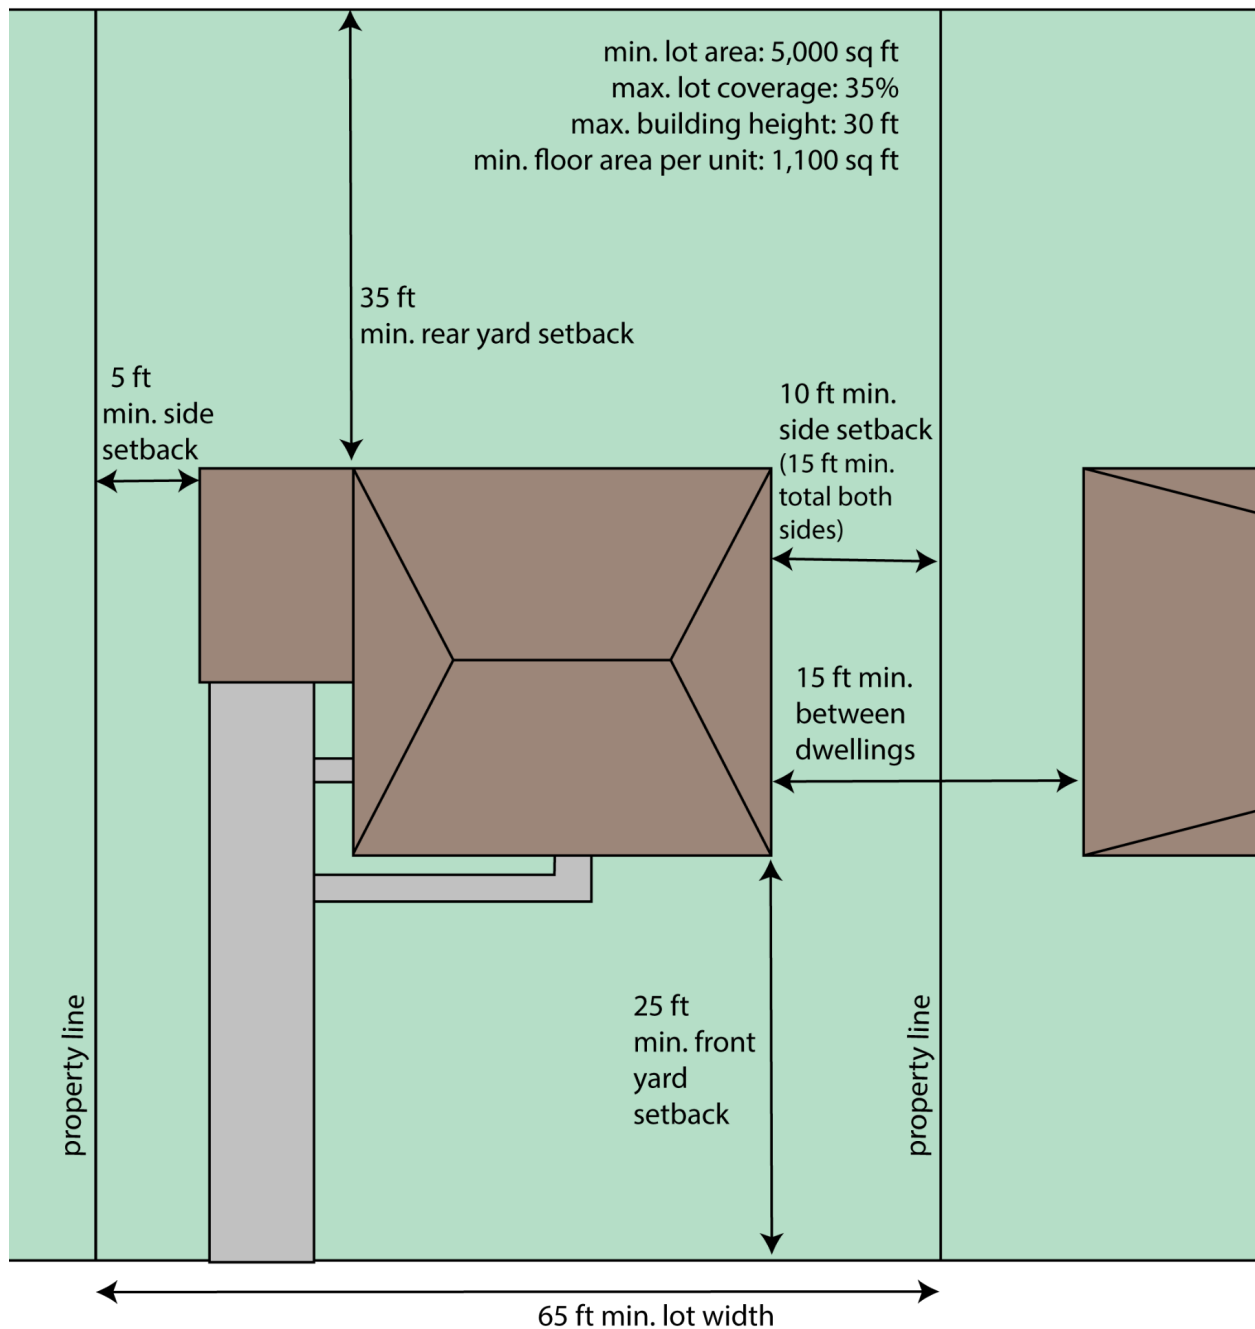 min. lot area: 5,000 sq ft
max. lot coverage: 35%
max. building height: 30 ft
min. floor area per unit: 1,100 sq ft
35 ft
min. rear yard setback
5 ft
min. side
setback
10 ft min.
side setback
(15 ft min.
total both
sides)
15 ft min.
between
dwellings
25 ft
min. front
yard
setback
property line
property line
65 ft min. lot width